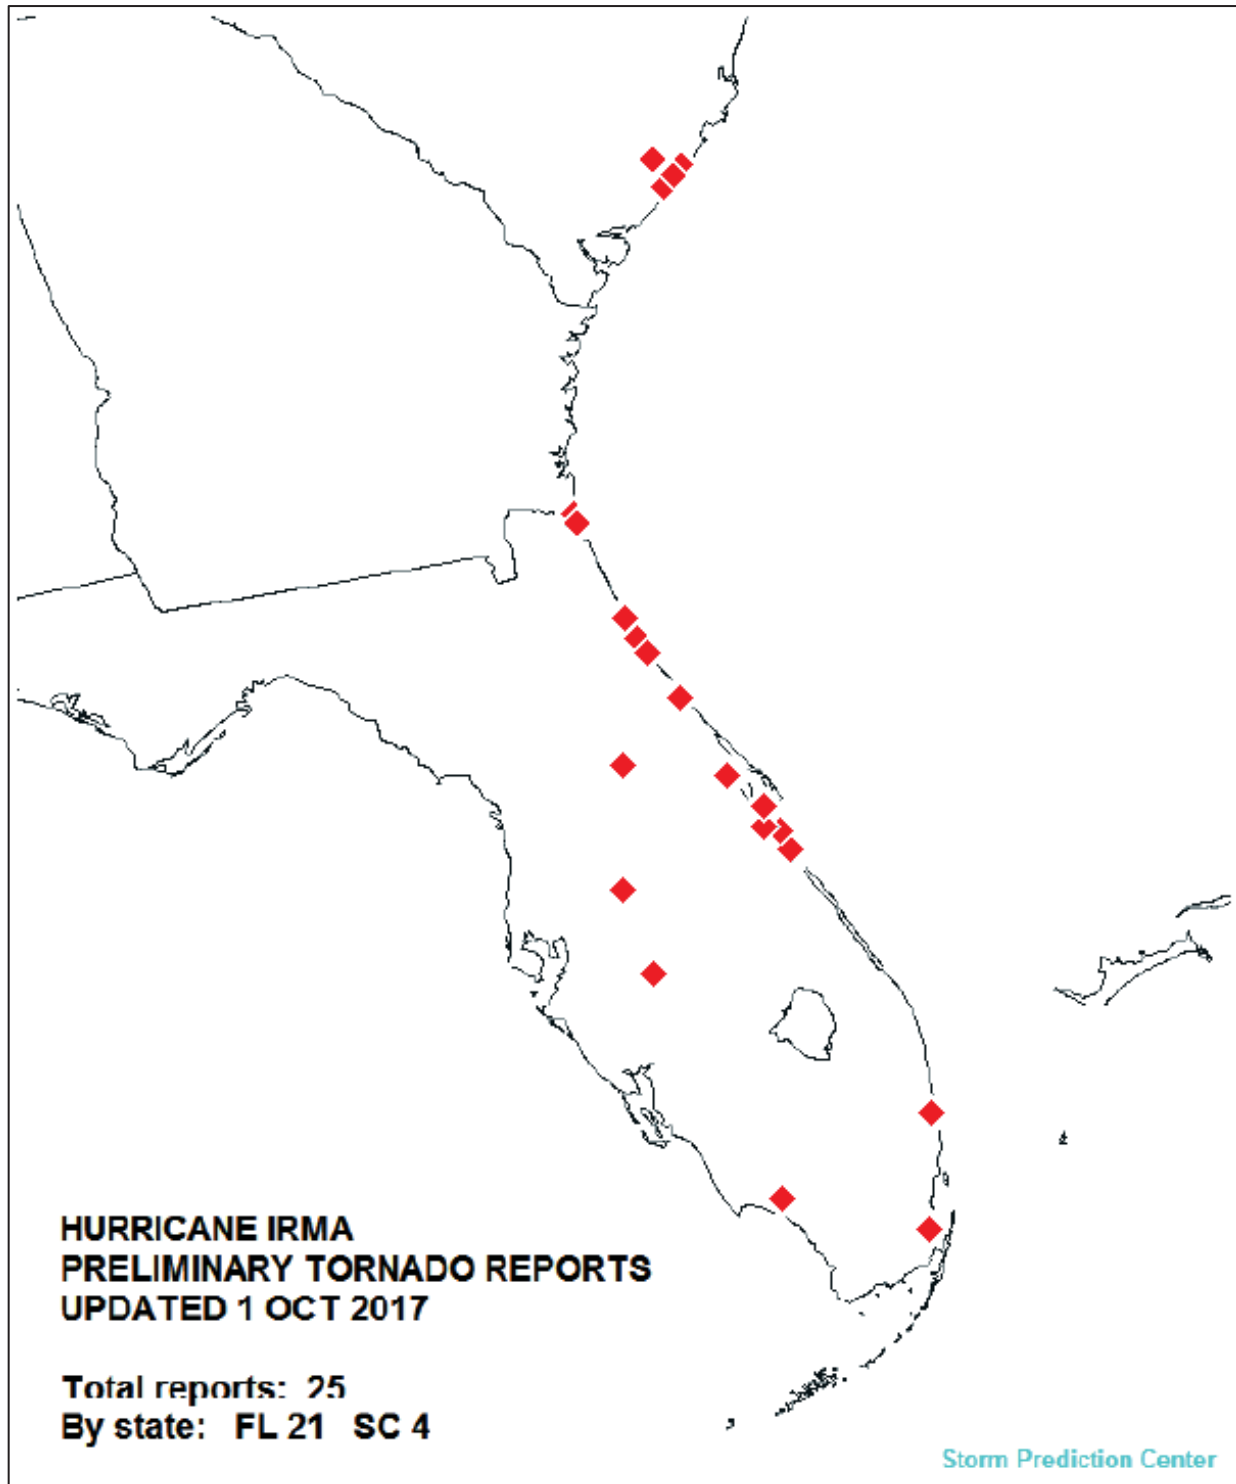 HURRICANE IRMA
PRELIMINARY TORNADO REPORTS
UPDATED 1 OCT 2017
Total reports: 25
By state: FL 21 SC 4
Storm Prediction Center